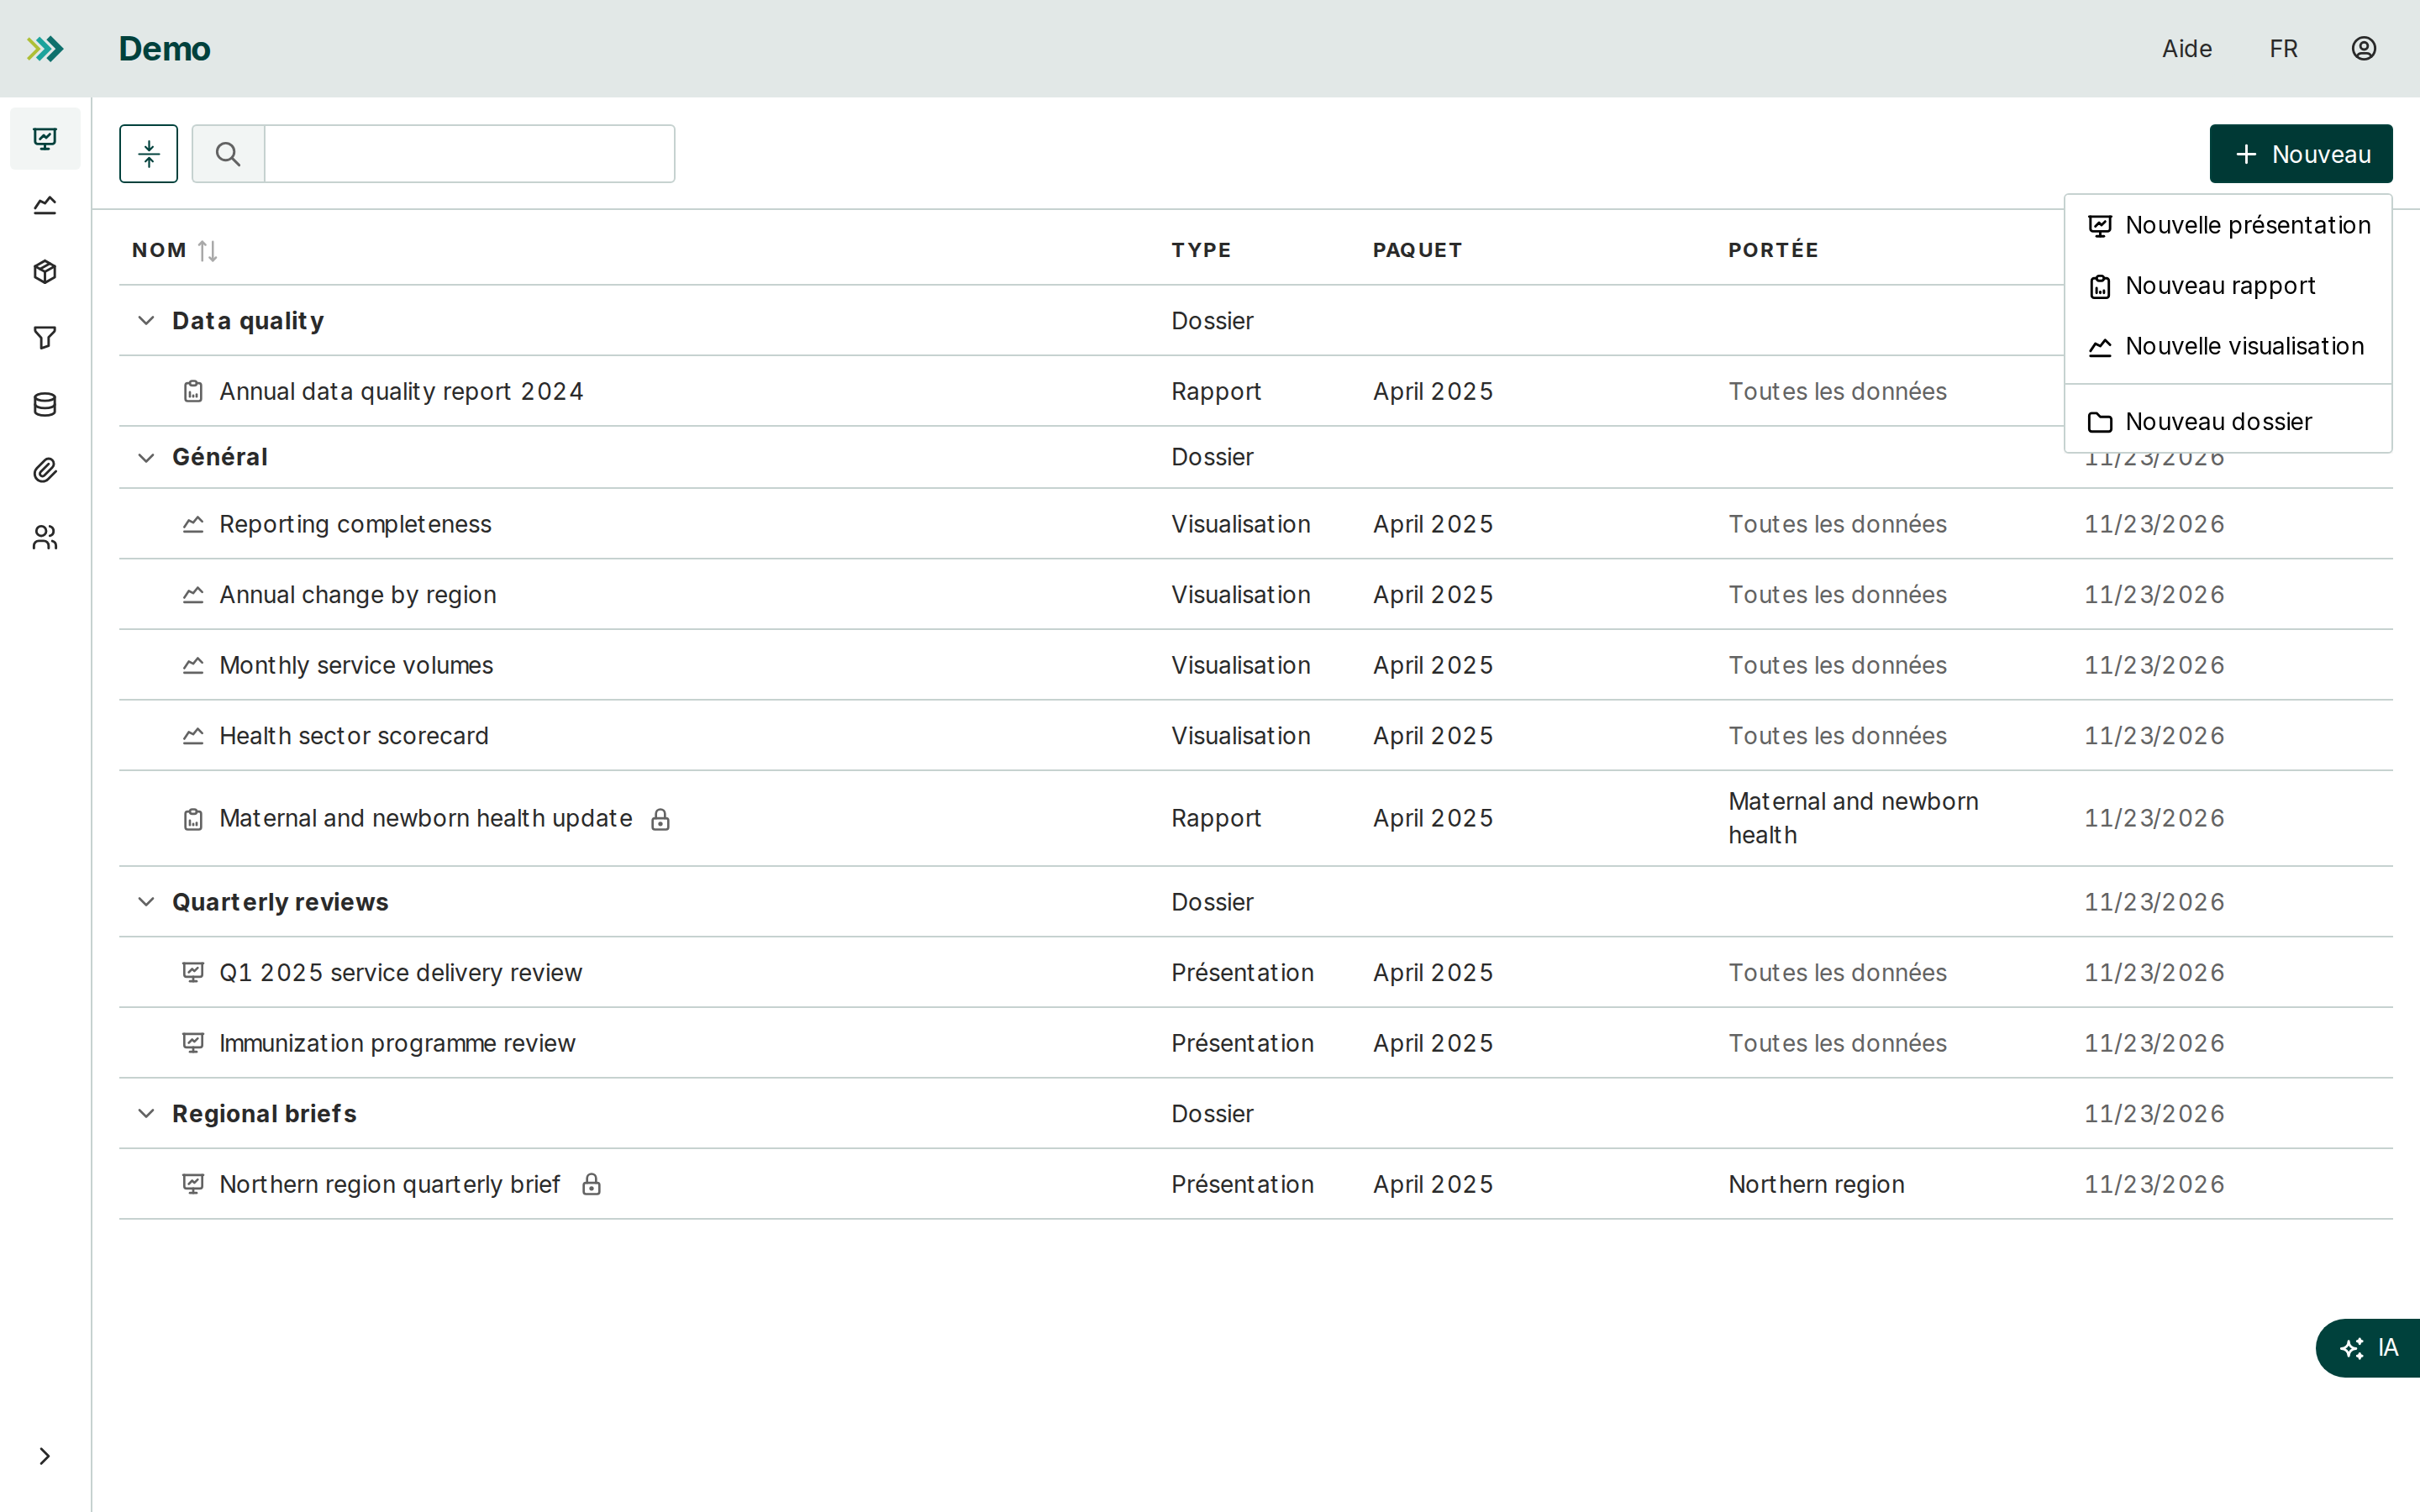 Demo
Aide
FR
Nouveau
Nouvelle présentation
Nouveau rapport
Nouvelle visualisation
Nouveau dossier
NOM
TYPE
PAQUET
PORTÉE
Data quality
Dossier
Annual data quality report 2024
Rapport
April 2025
Toutes les données
Général
Dossier
11/23/2026
Reporting completeness
Visualisation
April 2025
Toutes les données
11/23/2026
Annual change by region
Visualisation
April 2025
Toutes les données
11/23/2026
Monthly service volumes
Visualisation
April 2025
Toutes les données
11/23/2026
Health sector scorecard
Visualisation
April 2025
Toutes les données
11/23/2026
Maternal and newborn health update
Rapport
April 2025
Maternal and newborn
health
11/23/2026
Quarterly reviews
Dossier
11/23/2026
Q1 2025 service delivery review
Présentation
April 2025
Toutes les données
11/23/2026
Immunization programme review
Présentation
April 2025
Toutes les données
11/23/2026
Regional briefs
Dossier
11/23/2026
Northern region quarterly brief
Présentation
April 2025
Northern region
11/23/2026
IA